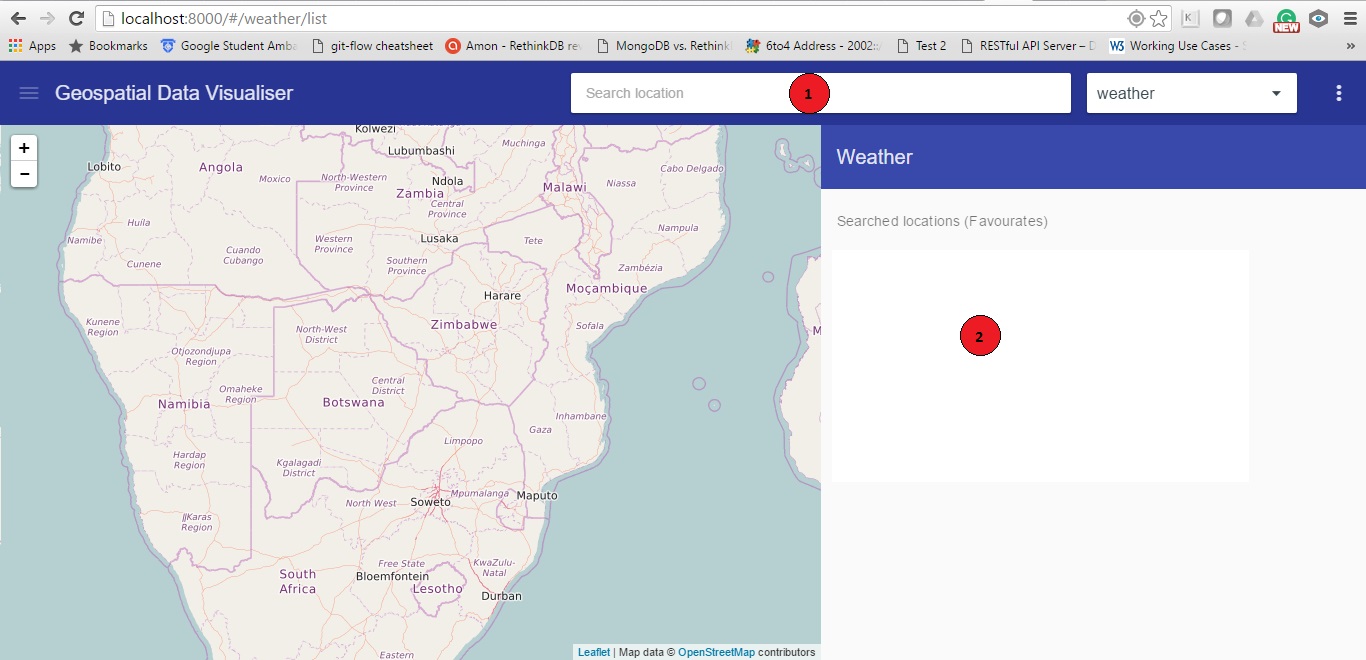 localhost:8000/#/weather/list
Apps Bookmarks Google Student Amba git-flow cheatsheet Amon - RethinkDB re MongoDB vs. Rethink 6to4 Address - 2002:: Test 2 RESTful API Server – D W3 Working Use Cases - S »
NEW
Geospatial Data Visualiser
Search location
1
weather
+
−
Weather
Searched locations (Favourates)
2
Kolwezi
Lubumbashi
Muchinga
Lobito
Angola
Moxico
North-Western
Province
Ndola
Zambia
Central
Province
Malawi
Niassa
Cabo Delgado
Huíla
Namibe
Cunene
Cuando
Cubango
Western
Province
Lusaka
Southern
Province
Tete
Nampula
Zambézia
Harare
Moçambique
Kunene
Region
North-West
District
Zimbabwe
Sofala
M
Otjozondjupa
Region
Omaheke
Region
Central
District
Namibia
Botswana
Inhambane
Gaza
Limpopo
Hardap
Region
Kgalagadi
District
North West
Soweto
Mpumalanga
Maputo
ǁKaras
Region
Free State
KwaZulu-
Natal
South
Africa
Bloemfontein
Lesotho
Durban
Eastern
Leaflet | Map data © OpenStreetMap contributors